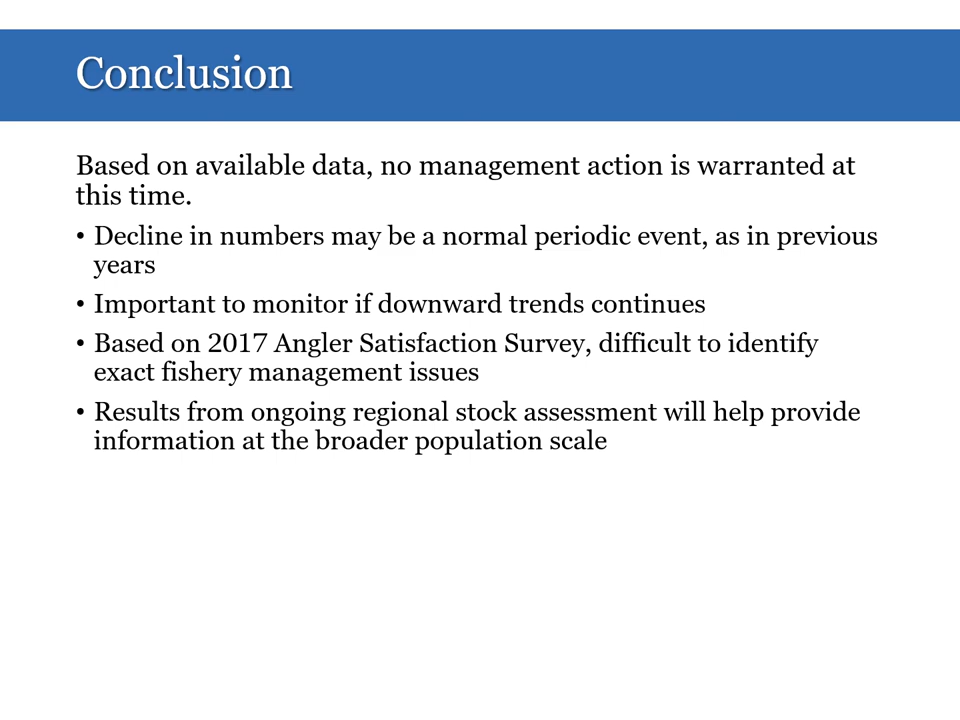 Conclusion
Based on available data, no management action is warranted at
this time.
• Decline in numbers may be a normal periodic event, as in previous
years
• Important to monitor if downward trends continues
• Based on 2017 Angler Satisfaction Survey, difficult to identify
exact fishery management issues
• Results from ongoing regional stock assessment will help provide
information at the broader population scale